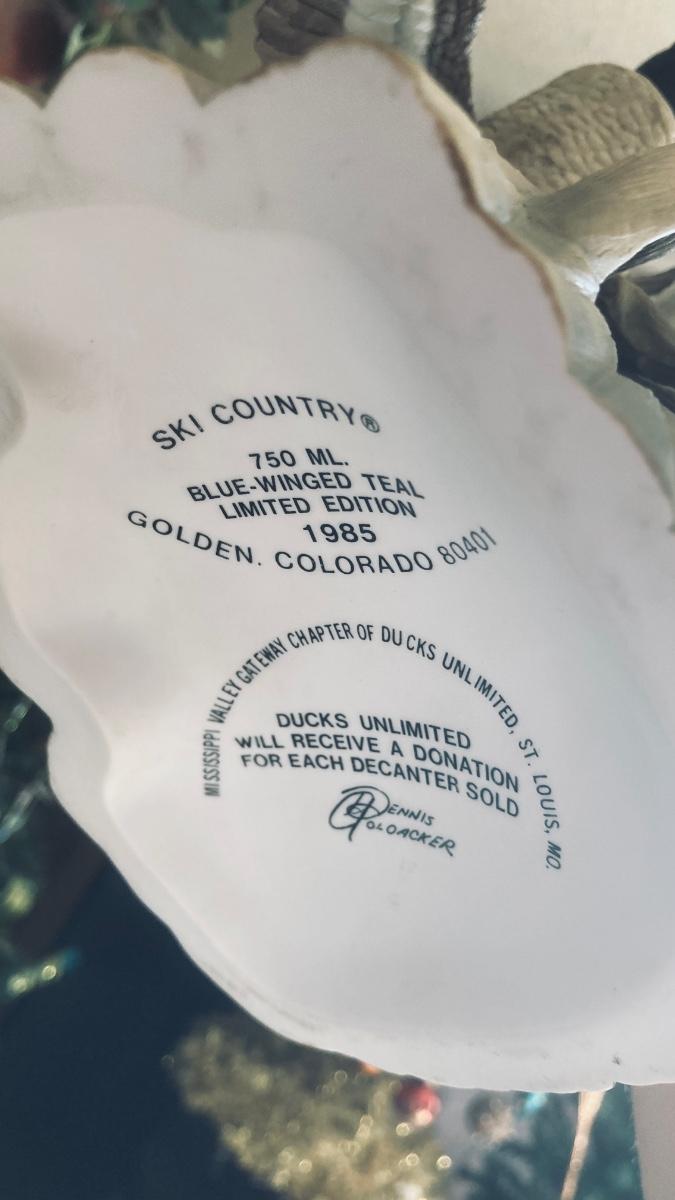 SKI COUNTRY®
750 ML.
BLUE-WINGED TEAL
LIMITED EDITION
1985
GOLDEN. COLORADO 80401
MISSISSIPPI VALLEY GATEWAY CHAPTER OF DUCKS UNLIMITED, ST. LOUIS, MO.
DUCKS UNLIMITED
WILL RECEIVE A DONATION
FOR EACH DECANTER SOLD
DENNIS